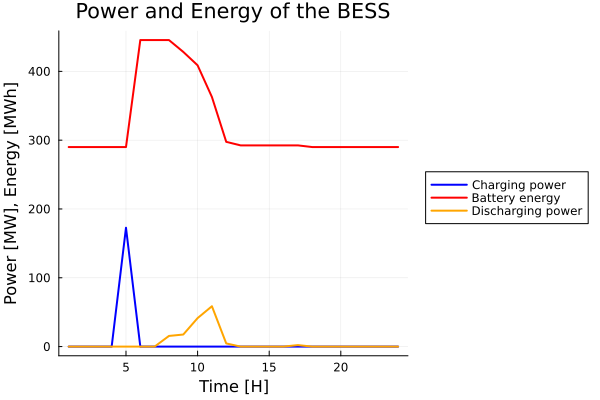 Power and Energy of the BESS
Power [MW], Energy [MWh]
400
300
200
100
0
5
10
15
20
Time [H]
Charging power
Battery energy
Discharging power